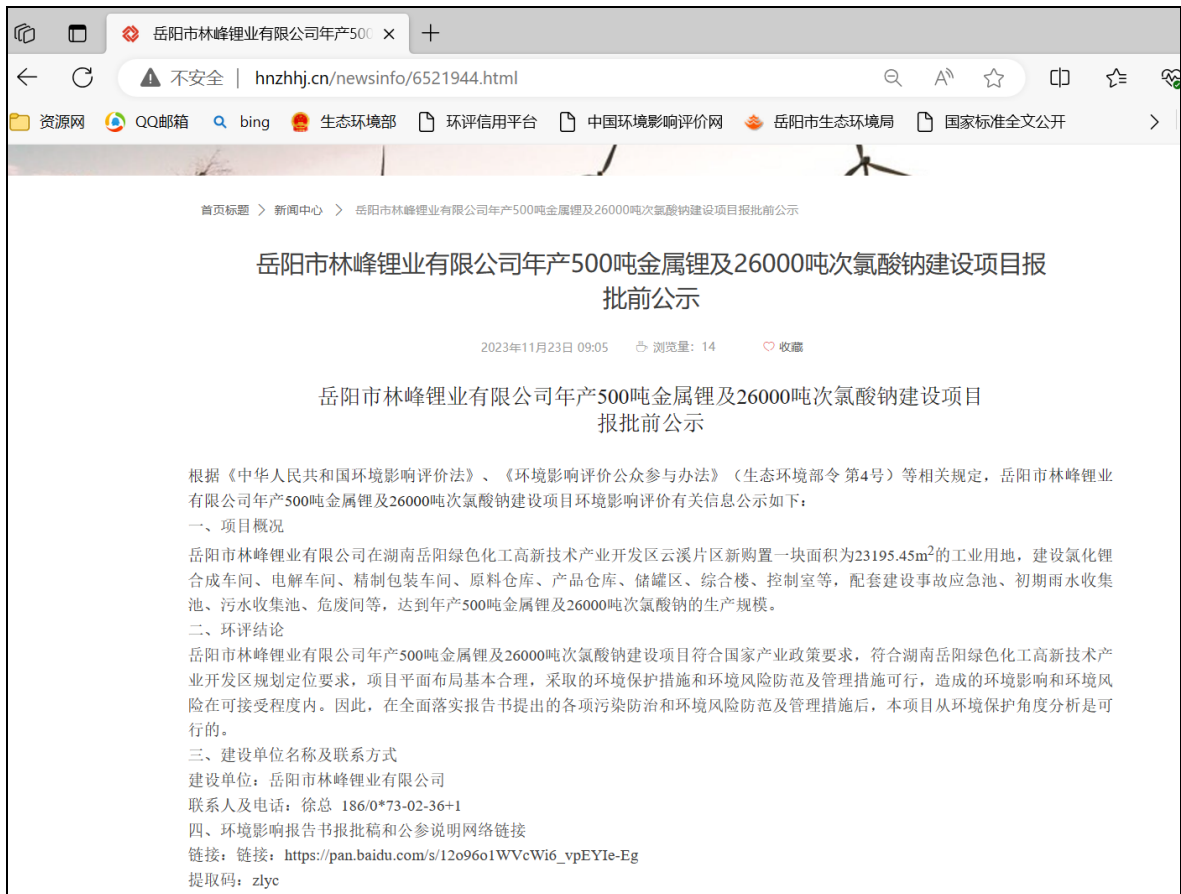 岳阳市林峰锂业有限公司年产500
不安全 | hnzhhj.cn/newsinfo/6521944.html
资源网 QQ邮箱 bing 生态环境部 环评信用平台 中国环境影响评价网 岳阳市生态环境局 国家标准全文公开
首页标题 > 新闻中心 > 岳阳市林峰锂业有限公司年产500吨金属锂及26000吨次氯酸钠建设项目报批前公示
岳阳市林峰锂业有限公司年产500吨金属锂及26000吨次氯酸钠建设项目报
批前公示
2023年11月23日 09:05 浏览量：14 收藏
岳阳市林峰锂业有限公司年产500吨金属锂及26000吨次氯酸钠建设项目
报批前公示
根据《中华人民共和国环境影响评价法》、《环境影响评价公众参与办法》（生态环境部令 第4号）等相关规定，岳阳市林峰锂业
有限公司年产500吨金属锂及26000吨次氯酸钠建设项目环境影响评价有关信息公示如下：
一、项目概况
岳阳市林峰锂业有限公司在湖南岳阳绿色化工高新技术产业开发区云溪片区新购置一块面积为23195.45m²的工业用地，建设氯化锂
合成车间、电解车间、精制包装车间、原料仓库、产品仓库、储罐区、综合楼、控制室等，配套建设事故应急池、初期雨水收集
池、污水收集池、危废间等，达到年产500吨金属锂及26000吨次氯酸钠的生产规模。
二、环评结论
岳阳市林峰锂业有限公司年产500吨金属锂及26000吨次氯酸钠建设项目符合国家产业政策要求，符合湖南岳阳绿色化工高新技术产
业开发区规划定位要求，项目平面布局基本合理，采取的环境保护措施和环境风险防范及管理措施可行，造成的环境影响和环境风
险在可接受程度内。因此，在全面落实报告书提出的各项污染防治和环境风险防范及管理措施后，本项目从环境保护角度分析是可
行的。
三、建设单位名称及联系方式
建设单位：岳阳市林峰锂业有限公司
联系人及电话：徐总 186/0*73-02-36+1
四、环境影响报告书报批稿和公参说明网络链接
链接：链接：https://pan.baidu.com/s/12o96o1WVcWi6_vpEYIe-Eg
提取码：zlyc